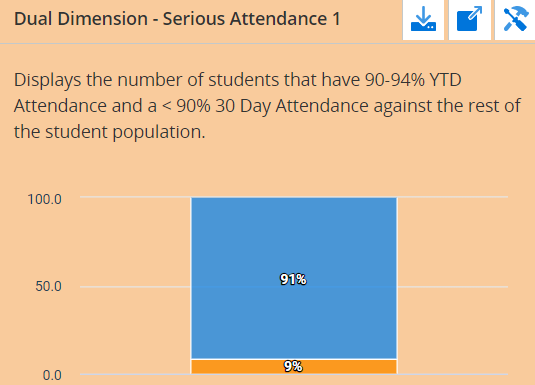 Dual Dimension - Serious Attendance 1
Displays the number of students that have 90-94% YTD
Attendance and a < 90% 30 Day Attendance against the rest of
the student population.
100.0
91%
50.0
9%
0.0